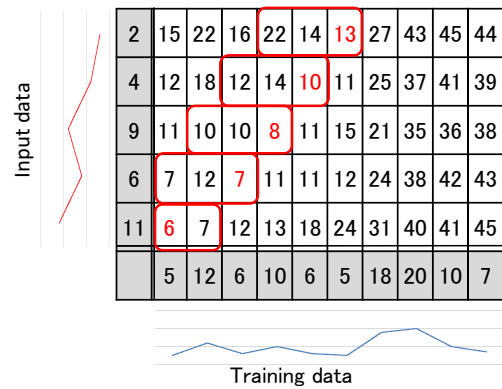 2 15 22 16 22 14 13 27 43 45 44
4 12 18 12 14 10 11 25 37 41 39
9 11 10 10 8 11 15 21 35 36 38
6 7 12 7 11 11 12 24 38 42 43
11 6 7 12 13 18 24 31 40 41 45
5 12 6 10 6 5 18 20 10 7
Input data
Training data